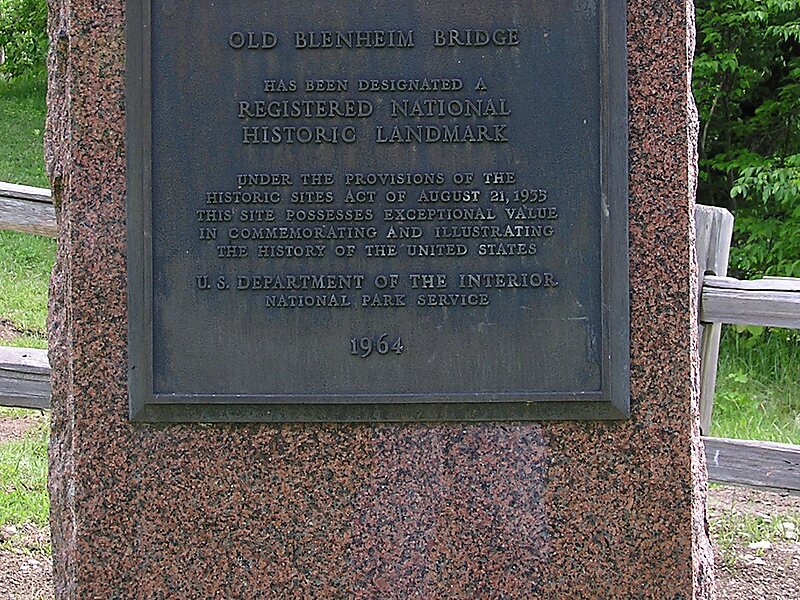 OLD BLENHEIM BRIDGE
HAS BEEN DESIGNATED A
REGISTERED NATIONAL
HISTORIC LANDMARK
UNDER THE PROVISIONS OF THE
HISTORIC SITES ACT OF AUGUST 21, 1935
THIS SITE POSSESSES EXCEPTIONAL VALUE
IN COMMEMORATING AND ILLUSTRATING
THE HISTORY OF THE UNITED STATES
U. S. DEPARTMENT OF THE INTERIOR
NATIONAL PARK SERVICE
1964